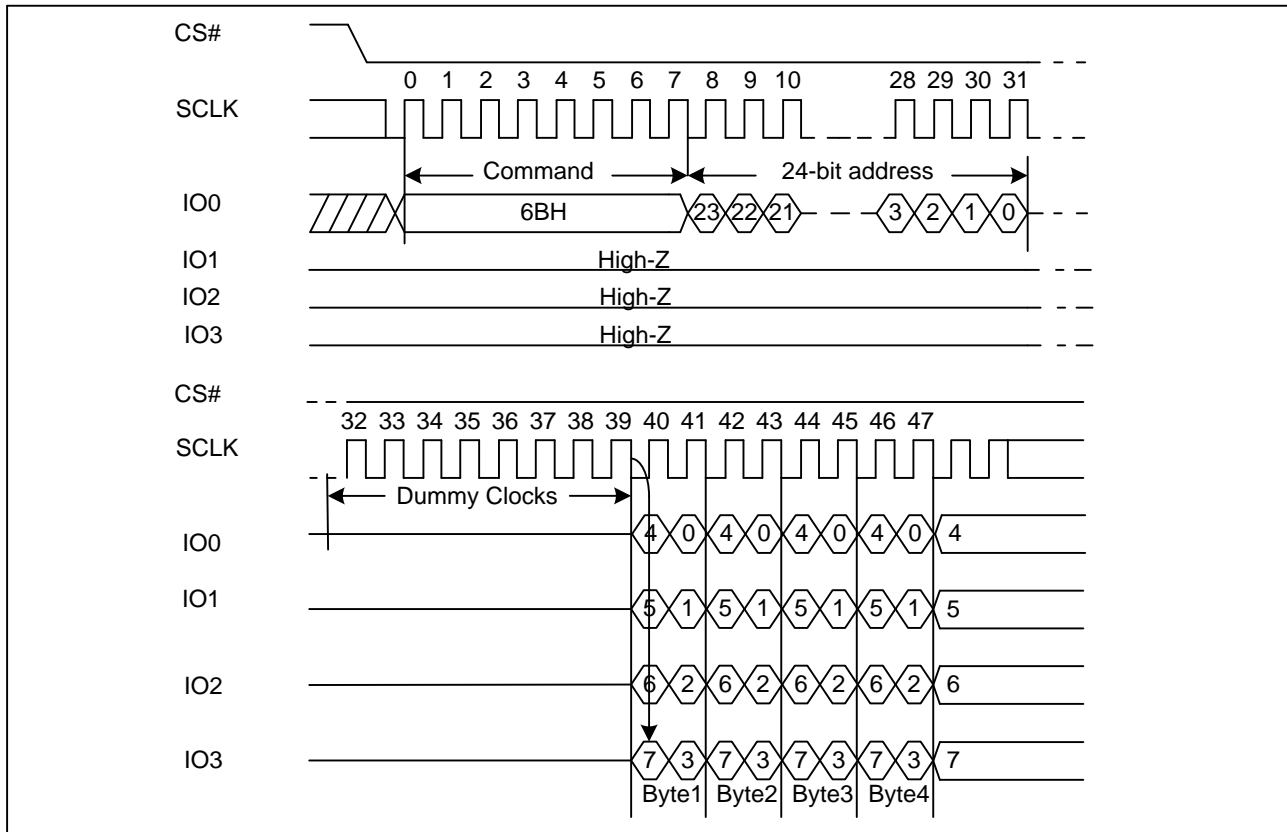 CS#
0 1 2 3 4 5 6 7 8 9 10 28 29 30 31
SCLK
Command 24-bit address
IO0 6BH 23 22 21 3 2 1 0
IO1 High-Z
IO2 High-Z
IO3 High-Z
CS#
32 33 34 35 36 37 38 39 40 41 42 43 44 45 46 47
SCLK
Dummy Clocks
IO0 4 0 4 0 4 0 4 0 4
IO1 5 1 5 1 5 1 5 1 5
IO2 6 2 6 2 6 2 6 2 6
IO3 7 3 7 3 7 3 7 3 7
Byte1 Byte2 Byte3 Byte4